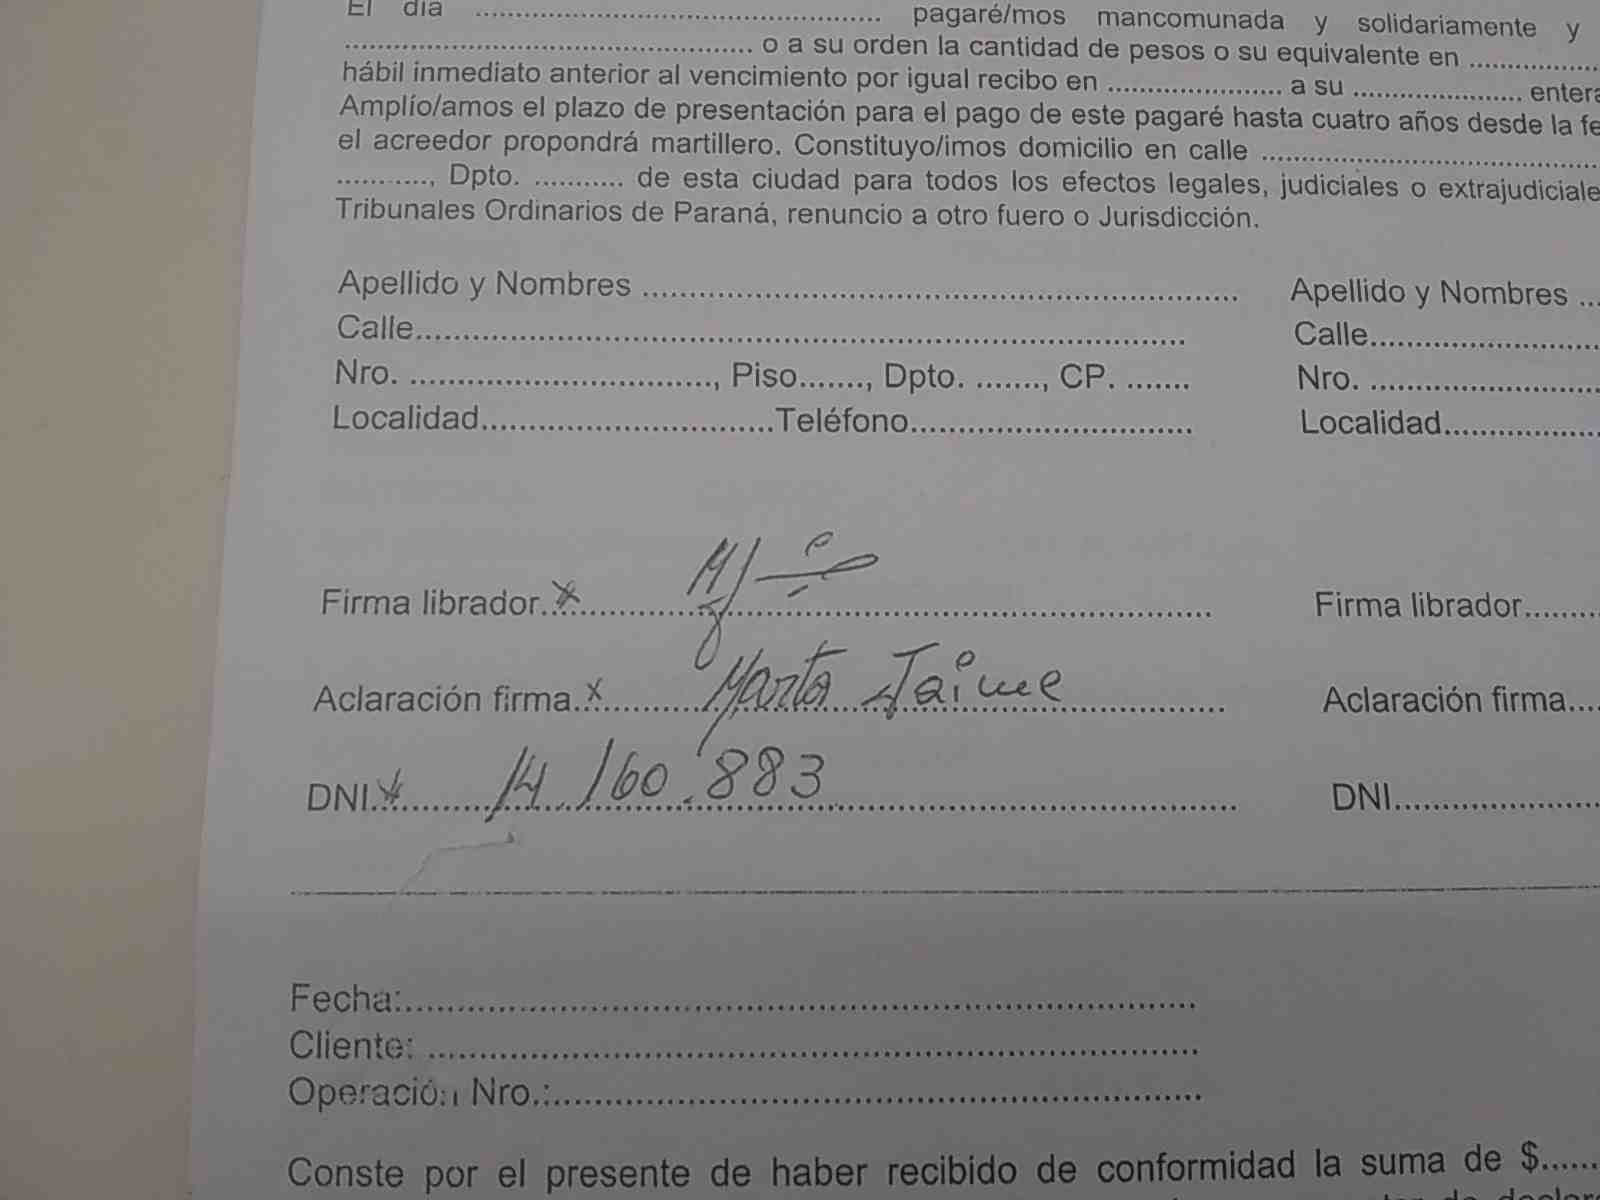 El día .............................................. pagaré/mos mancomunada y solidariamente y
.............................................. o a su orden la cantidad de pesos o su equivalente en ................
hábil inmediato anterior al vencimiento por igual recibo en ...................... a su ...................... entera
Amplío/amos el plazo de presentación para el pago de este pagaré hasta cuatro años desde la fe
el acreedor propondrá martillero. Constituyo/imos domicilio en calle ........................................
..........., Dpto. ........... de esta ciudad para todos los efectos legales, judiciales o extrajudiciale
Tribunales Ordinarios de Paraná, renuncio a otro fuero o Jurisdicción.
Apellido y Nombres .................................................................. Apellido y Nombres ...
Calle..................................................................................... Calle..........................
Nro. .................................., Piso......., Dpto. ......., CP. ....... Nro. ..........................
Localidad................................Teléfono............................... Localidad..................
Firma librador.x........................................ Firma librador.........
Aclaración firma.x.......... Marta Jaime .................. Aclaración firma....
DNI.x.......... 14.160.883 ........................................ DNI.......................
Fecha:........................................................................................
Cliente: .....................................................................................
Operación Nro.:.........................................................................
Conste por el presente de haber recibido de conformidad la suma de $......